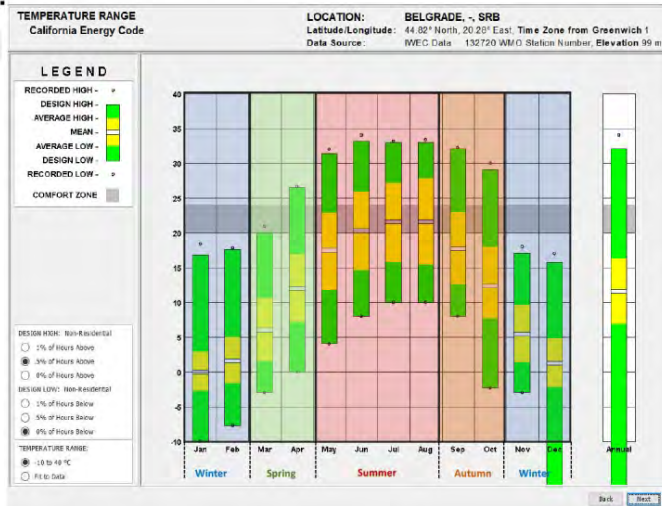 TEMPERATURE RANGE
California Energy Code
LOCATION: BELGRADE, -, SRB
Latitude/Longitude: 44.82° North, 20.28° East, Time Zone from Greenwich 1
Data Source: IWEC Data 132720 WMO Station Number, Elevation 99 m
LEGEND
RECORDED HIGH -
DESIGN HIGH -
AVERAGE HIGH -
MEAN -
AVERAGE LOW -
DESIGN LOW -
RECORDED LOW -
COMFORT ZONE
DESIGN HIGH: Non-Residential
1% of Hours Above
.5% of Hours Above
0% of Hours Above
DESIGN LOW: Non-Residential
1% of Hours Below
.5% of Hours Below
0% of Hours Below
TEMPERATURE RANGE:
-10 to 40 °C
Fit to Data
40
35
30
25
20
15
10
5
0
-5
-10
Jan Feb Mar Apr May Jun Jul Aug Sep Oct Nov Dec Annual
Winter Spring Summer Autumn Winter
Back Next